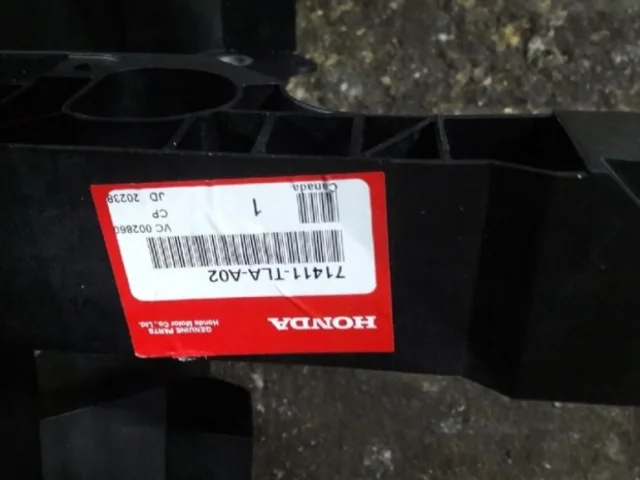 HONDA
GENUINE PARTS
Honda Motor Co., Ltd.
71411-TLA-A02
VC 002860
1 CP
Canada JD 20238